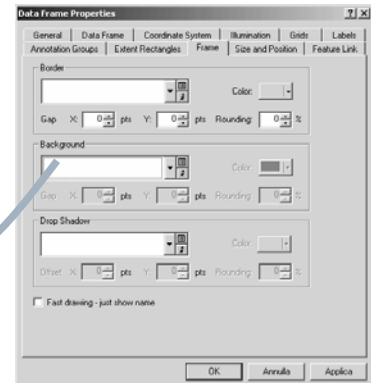 Data Frame Properties
General Data Frame Coordinate System Illumination Grids Labels
Annotation Groups Extent Rectangles Frame Size and Position Feature Link
Border
Color:
Gap X: 0 pts Y: 0 pts Rounding: 0 %
Background
Color:
Gap X: 0 pts Y: 0 pts Rounding: 0 %
Drop Shadow
Color:
Offset X: 0 pts Y: 0 pts Rounding: 0 %
Fast drawing - just show name
OK Annulla Applica